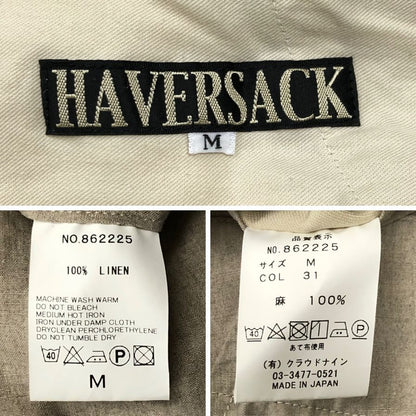 HAVERSACK
M
NO.862225
100% LINEN
MACHINE WASH WARM
DO NOT BLEACH
MEDIUM HOT IRON
IRON UNDER DAMP CLOTH
DRYCLEAN PERCHLORETHYLENE
DO NOT TUMBLE DRY
40 P
M
品質表示
NO.862225
サイズ M
COL 31
麻 100%
40 P
あて布使用
(有) クラウドナイン
03-3477-0521
MADE IN JAPAN